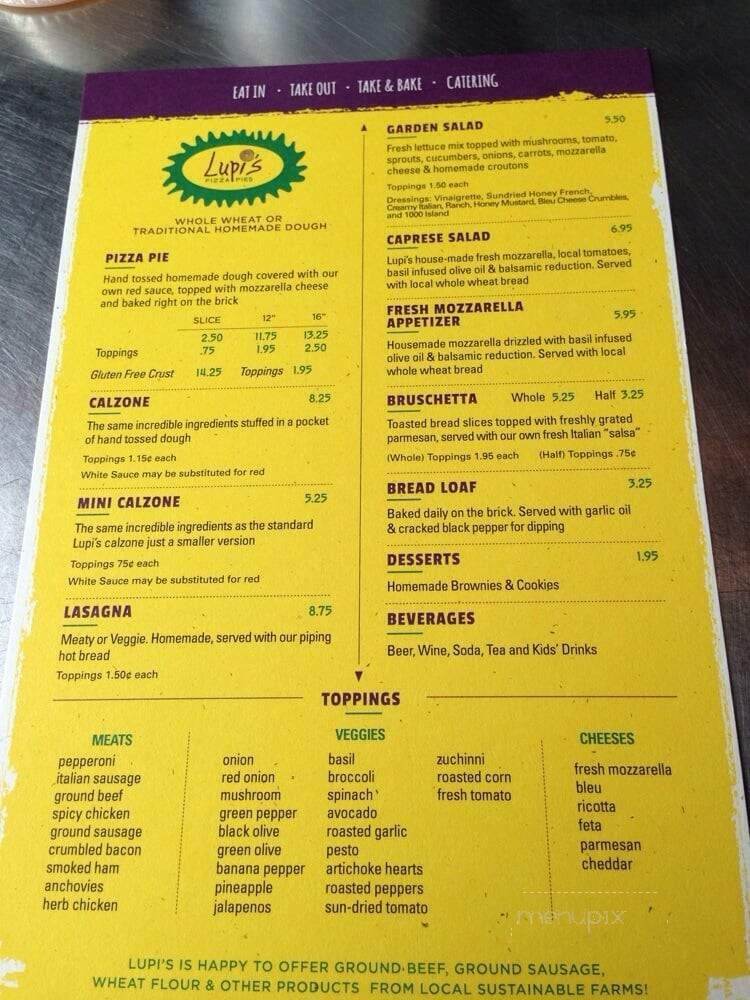 EAT IN · TAKE OUT · TAKE & BAKE · CATERING
Lupi's
PIZZA PIES
WHOLE WHEAT OR
TRADITIONAL HOMEMADE DOUGH
PIZZA PIE
Hand tossed homemade dough covered with our
own red sauce, topped with mozzarella cheese
and baked right on the brick
SLICE 12" 16"
2.50 11.75 13.25
Toppings .75 1.95 2.50
Gluten Free Crust 14.25 Toppings 1.95
CALZONE 8.25
The same incredible ingredients stuffed in a pocket
of hand tossed dough
Toppings 1.15¢ each
White Sauce may be substituted for red
MINI CALZONE 5.25
The same incredible ingredients as the standard
Lupi's calzone just a smaller version
Toppings 75¢ each
White Sauce may be substituted for red
LASAGNA 8.75
Meaty or Veggie. Homemade, served with our piping
hot bread
Toppings 1.50¢ each
GARDEN SALAD 5.50
Fresh lettuce mix topped with mushrooms, tomato,
sprouts, cucumbers, onions, carrots, mozzarella
cheese & homemade croutons
Toppings 1.50 each
Dressings: Vinaigrette, Sundried Honey French,
Creamy Italian, Ranch, Honey Mustard, Bleu Cheese Crumbles,
and 1000 Island
CAPRESE SALAD 6.95
Lupi's house-made fresh mozzarella, local tomatoes,
basil infused olive oil & balsamic reduction. Served
with local whole wheat bread
FRESH MOZZARELLA
APPETIZER 5.95
Housemade mozzarella drizzled with basil infused
olive oil & balsamic reduction. Served with local
whole wheat bread
BRUSCHETTA Whole 5.25 Half 3.25
Toasted bread slices topped with freshly grated
parmesan, served with our own fresh Italian "salsa"
(Whole) Toppings 1.95 each (Half) Toppings .75¢
BREAD LOAF 3.25
Baked daily on the brick. Served with garlic oil
& cracked black pepper for dipping
DESSERTS 1.95
Homemade Brownies & Cookies
BEVERAGES
Beer, Wine, Soda, Tea and Kids' Drinks
TOPPINGS
MEATS
pepperoni
italian sausage
ground beef
spicy chicken
ground sausage
crumbled bacon
smoked ham
anchovies
herb chicken
VEGGIES
onion
red onion
mushroom
green pepper
black olive
green olive
banana pepper
pineapple
jalapenos
basil
broccoli
spinach
avocado
roasted garlic
pesto
artichoke hearts
roasted peppers
sun-dried tomato
zuchinni
roasted corn
fresh tomato
CHEESES
fresh mozzarella
bleu
ricotta
feta
parmesan
cheddar
menupix
LUPI'S IS HAPPY TO OFFER GROUND BEEF, GROUND SAUSAGE,
WHEAT FLOUR & OTHER PRODUCTS FROM LOCAL SUSTAINABLE FARMS!